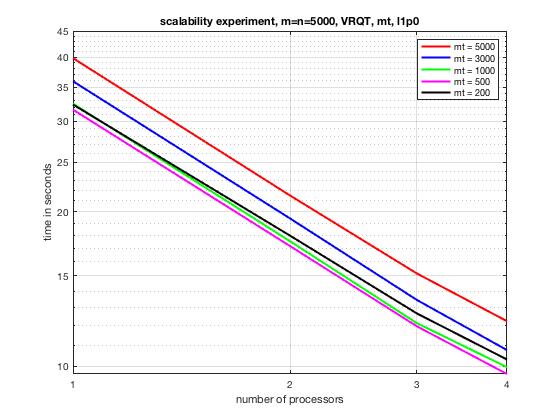 scalability experiment, m=n=5000, VRQT, mt, l1p0
45
40
35
30
25
20
15
10
time in seconds
mt = 5000
mt = 3000
mt = 1000
mt = 500
mt = 200
1
2
3
4
number of processors